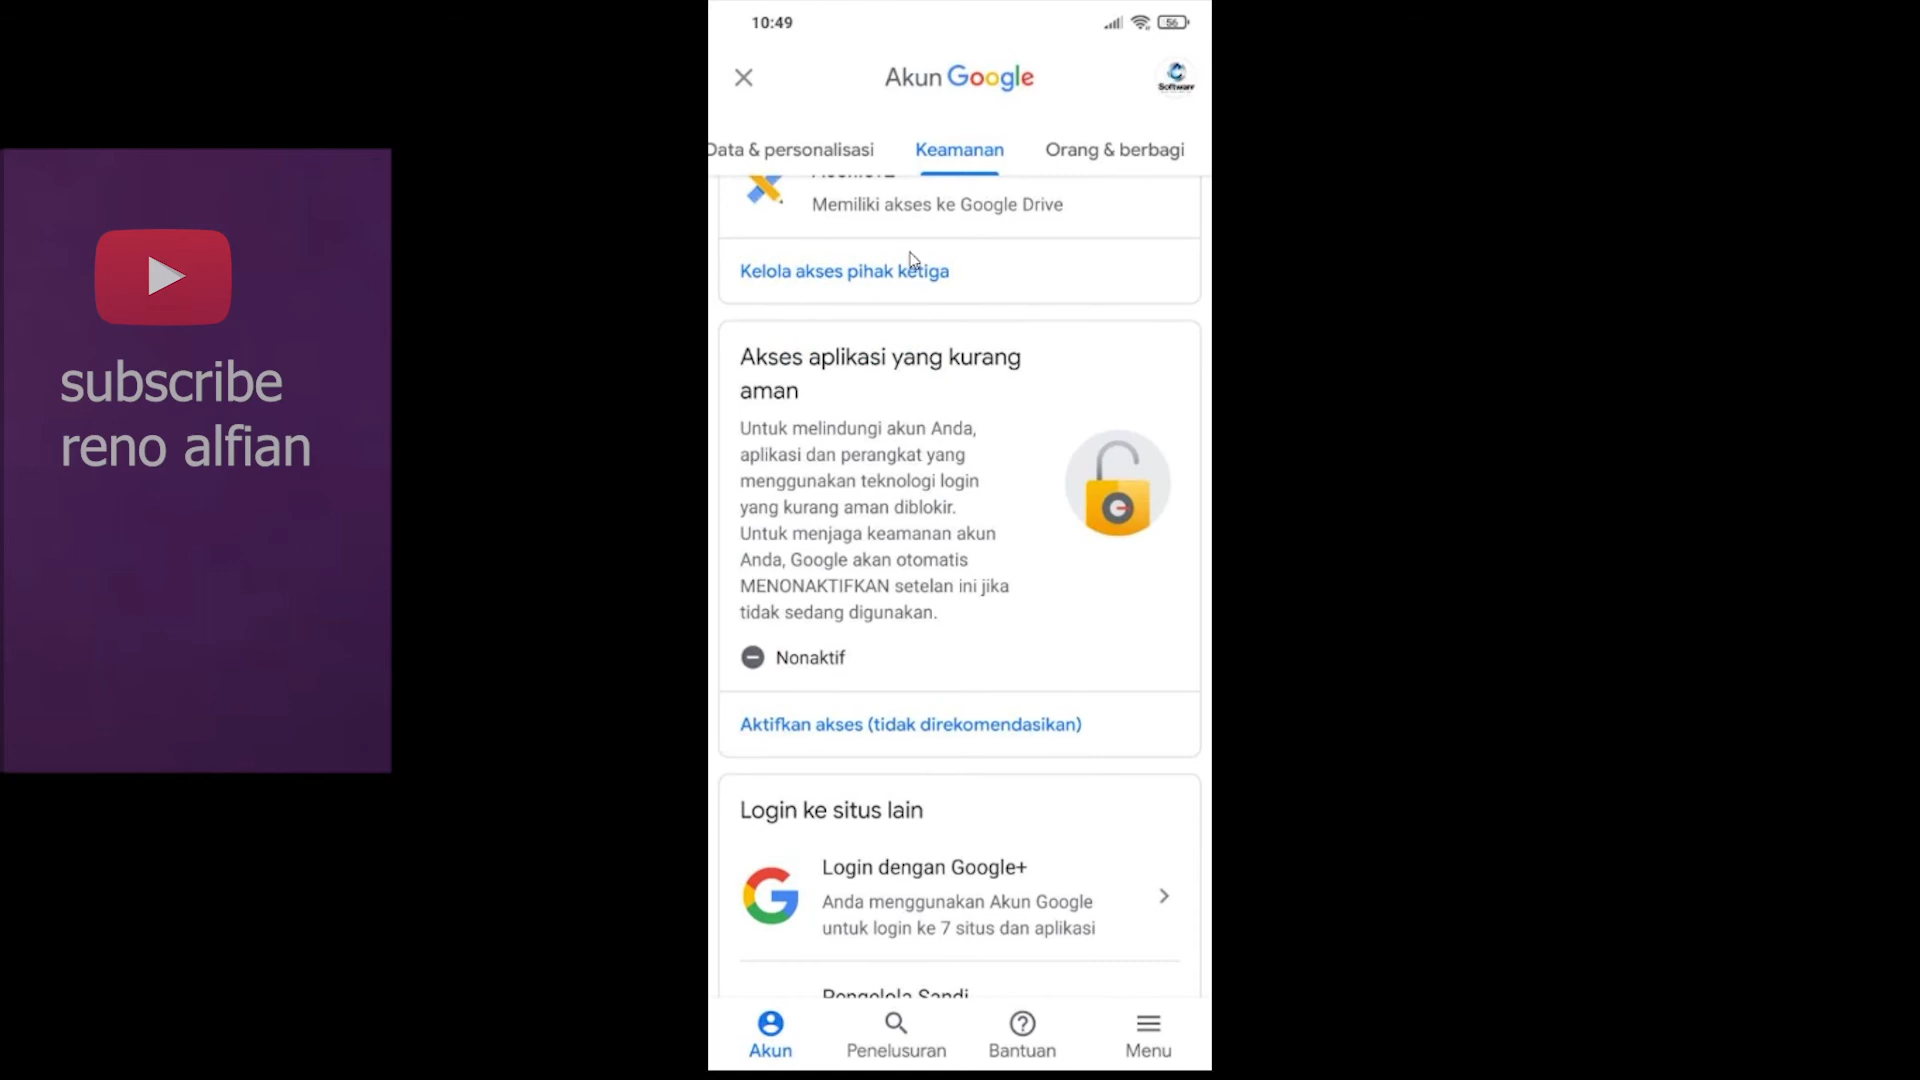 10:49
56
Akun Google
Software
Data & personalisasi
Keamanan
Orang & berbagi
Memiliki akses ke Google Drive
Kelola akses pihak ketiga
subscribe
reno alfian
Akses aplikasi yang kurang
aman
Untuk melindungi akun Anda,
aplikasi dan perangkat yang
menggunakan teknologi login
yang kurang aman diblokir.
Untuk menjaga keamanan akun
Anda, Google akan otomatis
MENONAKTIFKAN setelan ini jika
tidak sedang digunakan.
Nonaktif
Aktifkan akses (tidak direkomendasikan)
Login ke situs lain
Login dengan Google+
Anda menggunakan Akun Google
untuk login ke 7 situs dan aplikasi
Pengelola Sandi
Akun
Penelusuran
Bantuan
Menu